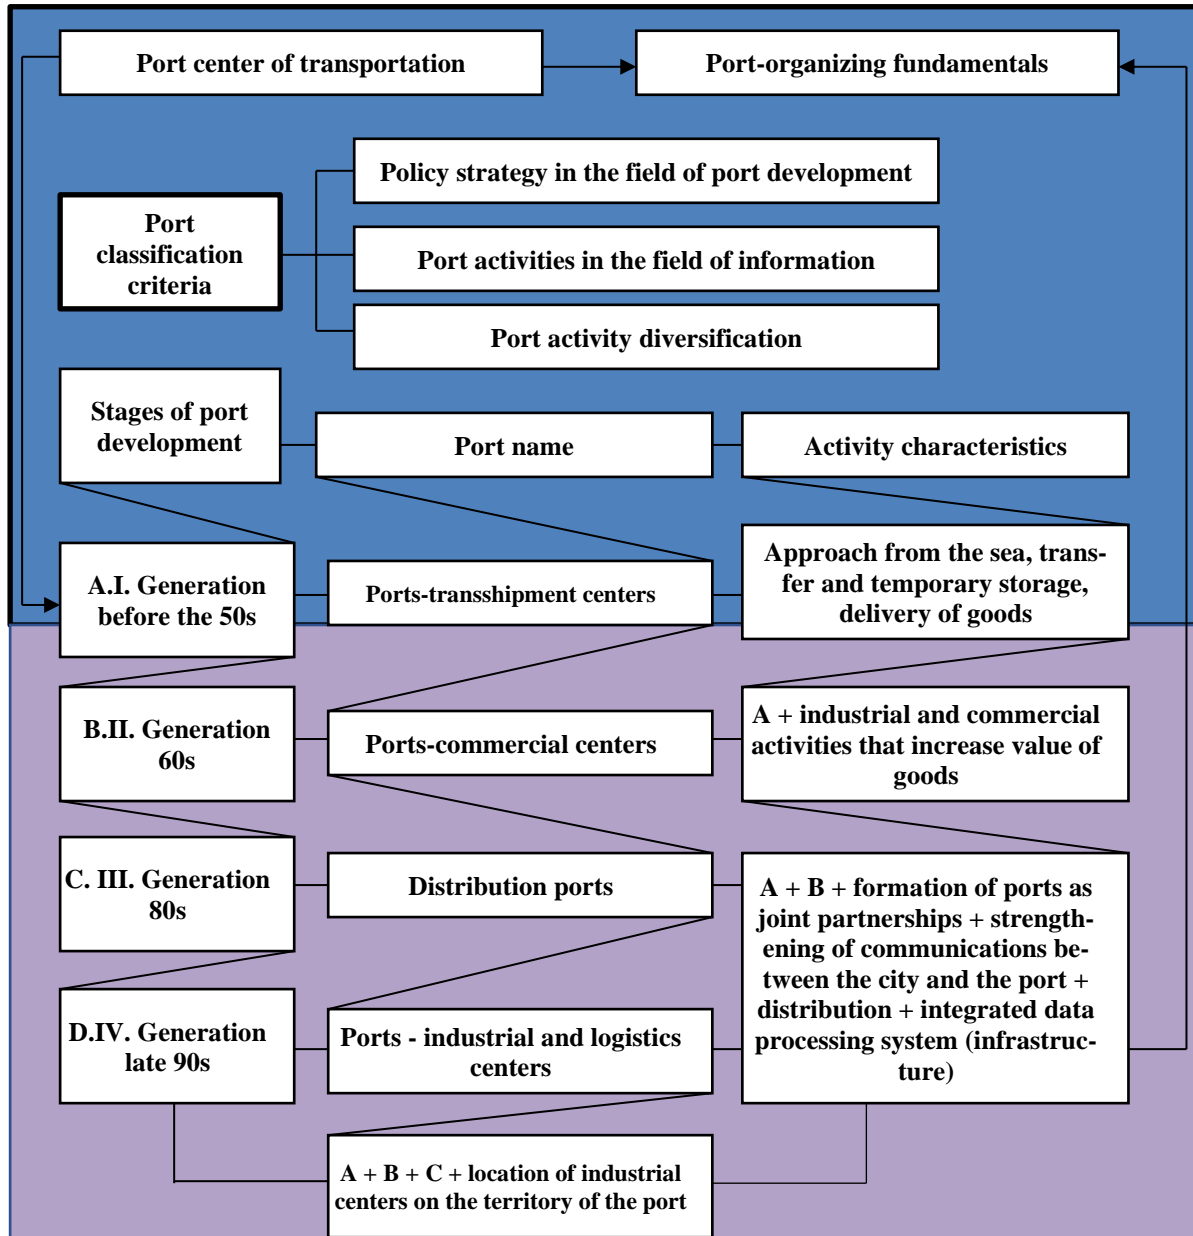 Port center of transportation
Port-organizing fundamentals
Policy strategy in the field of port development
Port
classification
criteria
Port activities in the field of information
Port activity diversification
Stages of port
development
Port name
Activity characteristics
A.I. Generation
before the 50s
Ports-transshipment centers
Approach from the sea, trans-
fer and temporary storage,
delivery of goods
B.II. Generation
60s
Ports-commercial centers
A + industrial and commercial
activities that increase value of
goods
C. III. Generation
80s
Distribution ports
A + B + formation of ports as
joint partnerships + strength-
ening of communications be-
tween the city and the port +
distribution + integrated data
processing system (infrastruc-
ture)
D.IV. Generation
late 90s
Ports - industrial and logistics
centers
A + B + C + location of industrial
centers on the territory of the port